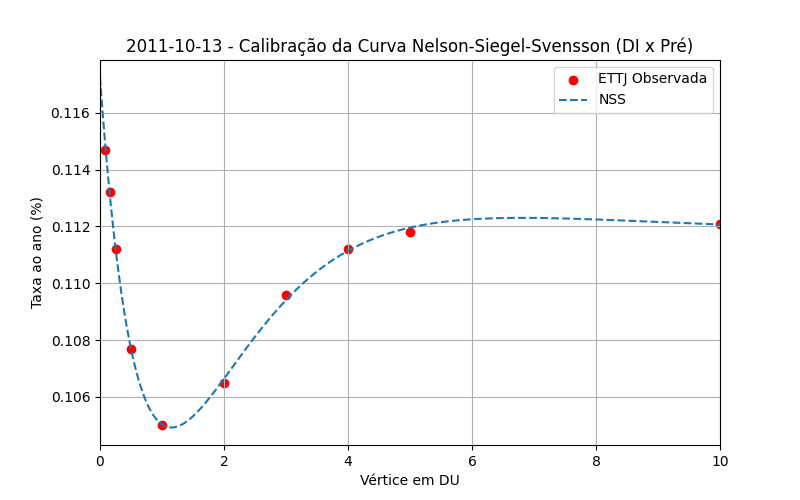 2011-10-13 - Calibração da Curva Nelson-Siegel-Svensson (DI x Pré)
ETTJ Observada
NSS
Taxa ao ano (%)
0.116
0.114
0.112
0.110
0.108
0.106
0 2 4 6 8 10
Vértice em DU